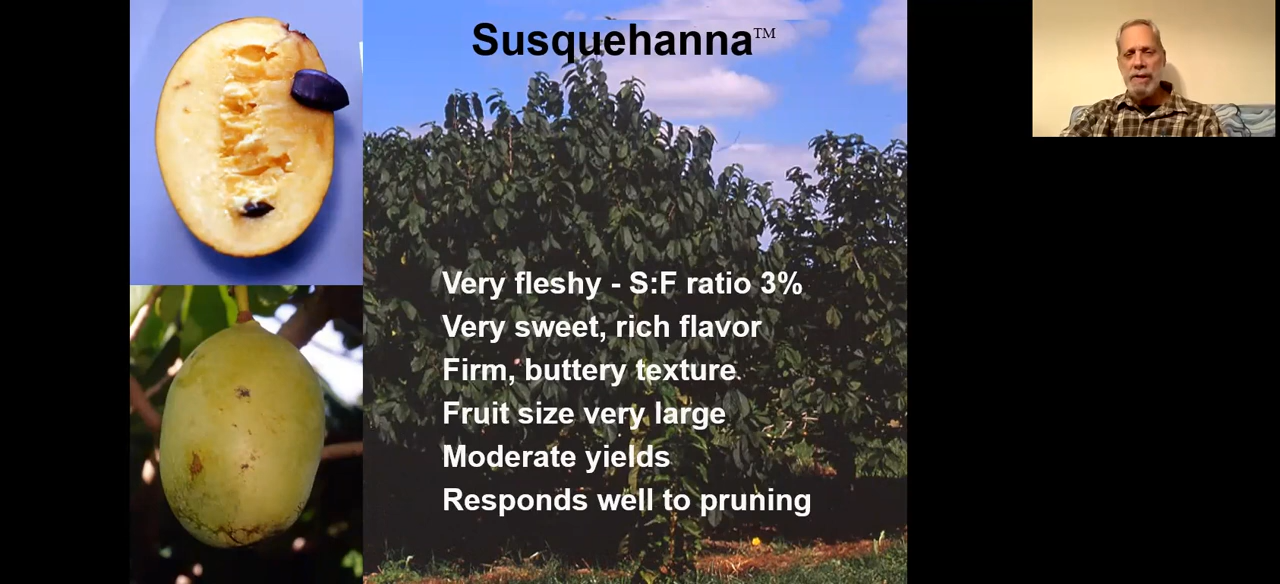 Susquehanna™
Very fleshy - S:F ratio 3%
Very sweet, rich flavor
Firm, buttery texture
Fruit size very large
Moderate yields
Responds well to pruning